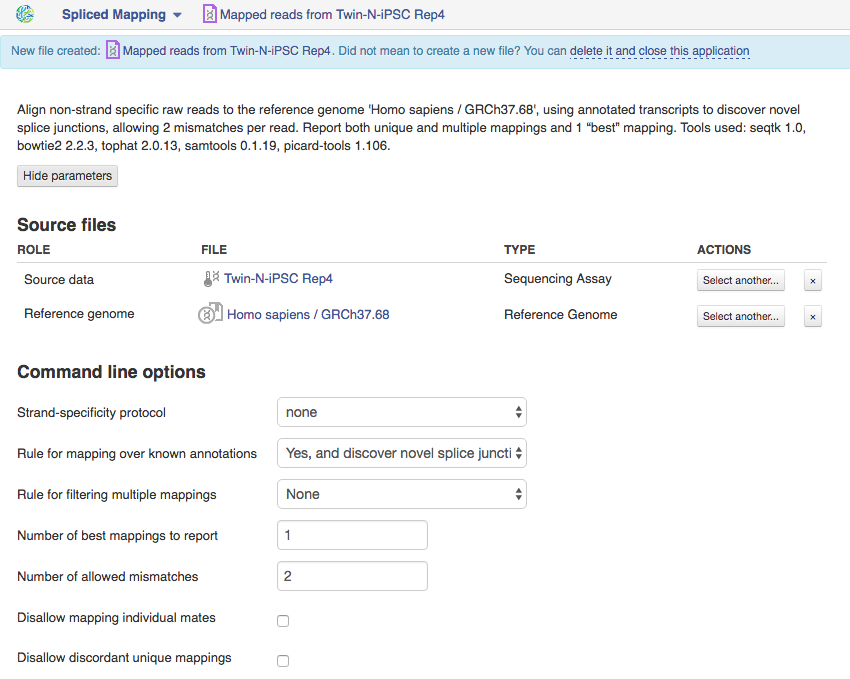 Spliced Mapping Mapped reads from Twin-N-iPSC Rep4
New file created: Mapped reads from Twin-N-iPSC Rep4. Did not mean to create a new file? You can delete it and close this application
Align non-strand specific raw reads to the reference genome 'Homo sapiens / GRCh37.68', using annotated transcripts to discover novel
splice junctions, allowing 2 mismatches per read. Report both unique and multiple mappings and 1 “best” mapping. Tools used: seqtk 1.0,
bowtie2 2.2.3, tophat 2.0.13, samtools 0.1.19, picard-tools 1.106.
Hide parameters
Source files
ROLE FILE TYPE ACTIONS
Source data Twin-N-iPSC Rep4 Sequencing Assay Select another... ×
Reference genome Homo sapiens / GRCh37.68 Reference Genome Select another... ×
Command line options
Strand-specificity protocol none
Rule for mapping over known annotations Yes, and discover novel splice juncti
Rule for filtering multiple mappings None
Number of best mappings to report 1
Number of allowed mismatches 2
Disallow mapping individual mates
Disallow discordant unique mappings